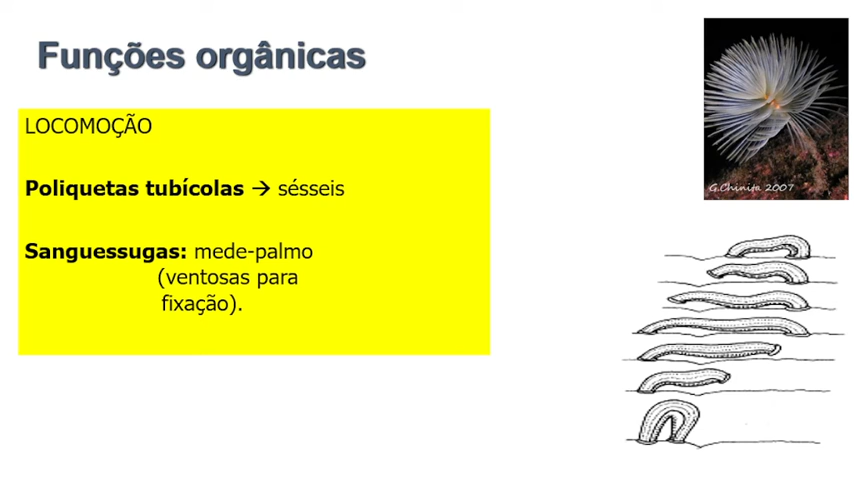 Funções orgânicas
LOCOMOÇÃO
Poliquetas tubícolas → sésseis
Sanguessugas: mede-palmo
(ventosas para
fixação).
G.Chinita 2007